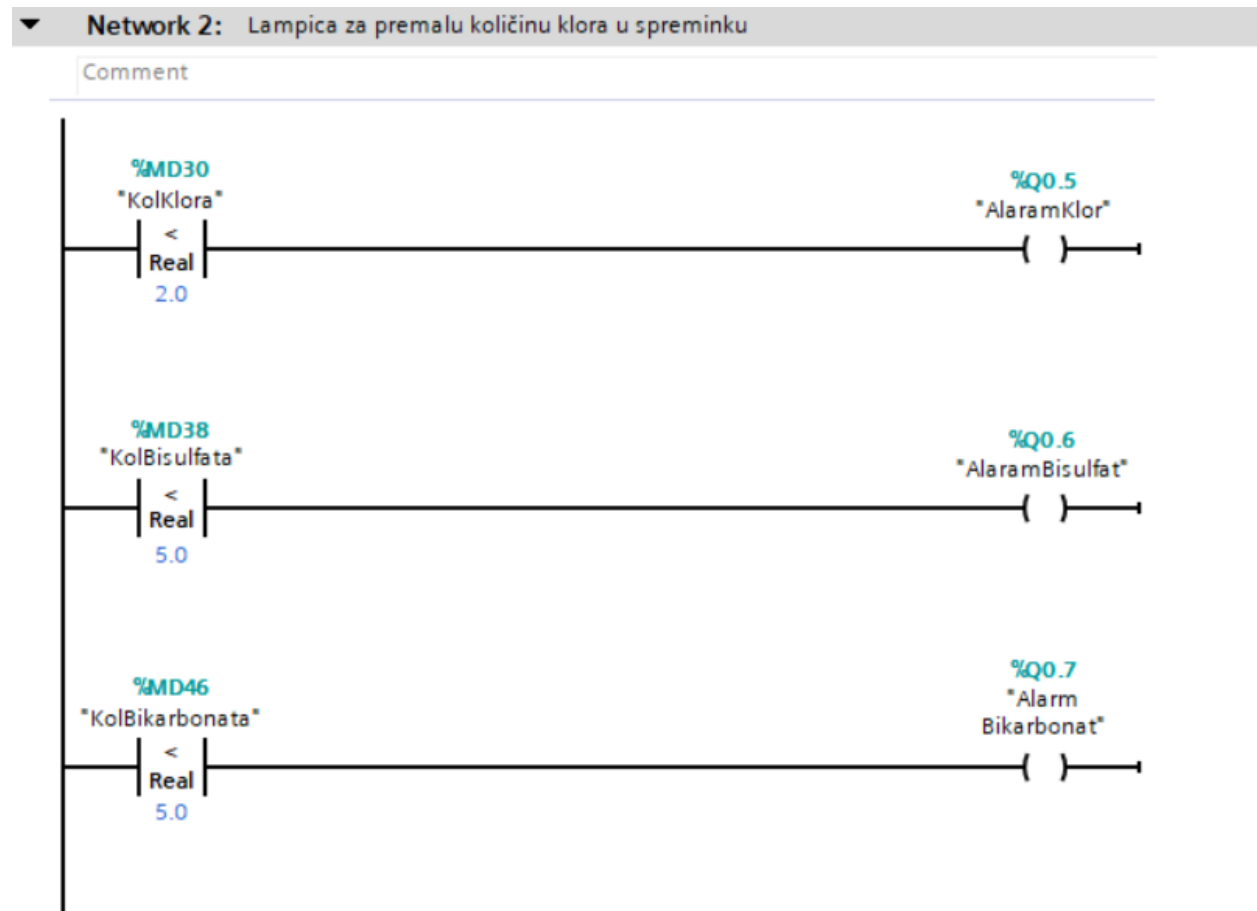 Network 2: Lampica za premalu količinu klora u spreminku
Comment
%MD30
"KolKlora"
<
Real
2.0
%Q0.5
"AlaramKlor"
( )
%MD38
"KolBisulfata"
<
Real
5.0
%Q0.6
"AlaramBisulfat"
( )
%MD46
"KolBikarbonata"
<
Real
5.0
%Q0.7
"Alarm
Bikarbonat"
( )